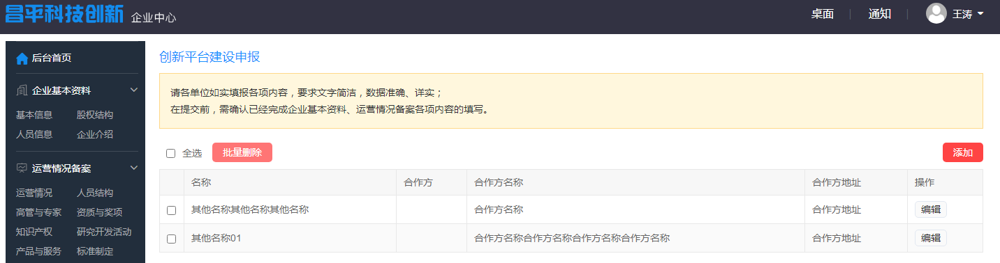 昌平科技创新 企业中心 桌面 通知 王涛
后台首页
企业基本资料
基本信息 股权结构
人员信息 企业介绍
运营情况备案
运营情况 人员结构
高管与专家 资质与奖项
知识产权 研究开发活动
产品与服务 标准制定
创新平台建设申报
请各单位如实填报各项内容，要求文字简洁，数据准确、详实；
在提交前，需确认已经完成企业基本资料、运营情况备案各项内容的填写。
全选 批量删除 添加
名称 合作方 合作方名称 合作方地址 操作
其他名称其他名称其他名称 合作方名称 合作方地址 编辑
其他名称01 合作方名称合作方名称合作方名称合作方名称 合作方地址 编辑